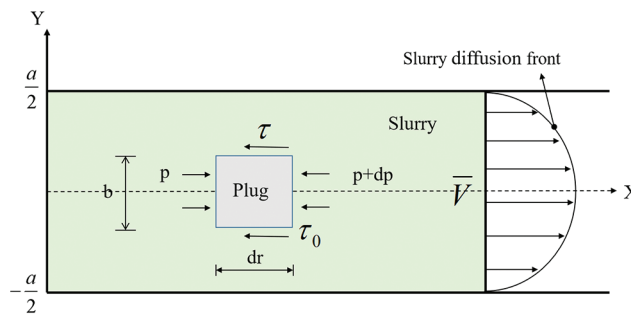 Y
a
2
Slurry diffusion front
Slurry
τ
p
Plug
p+dp
b
V̅
X
τ₀
dr
-a
2